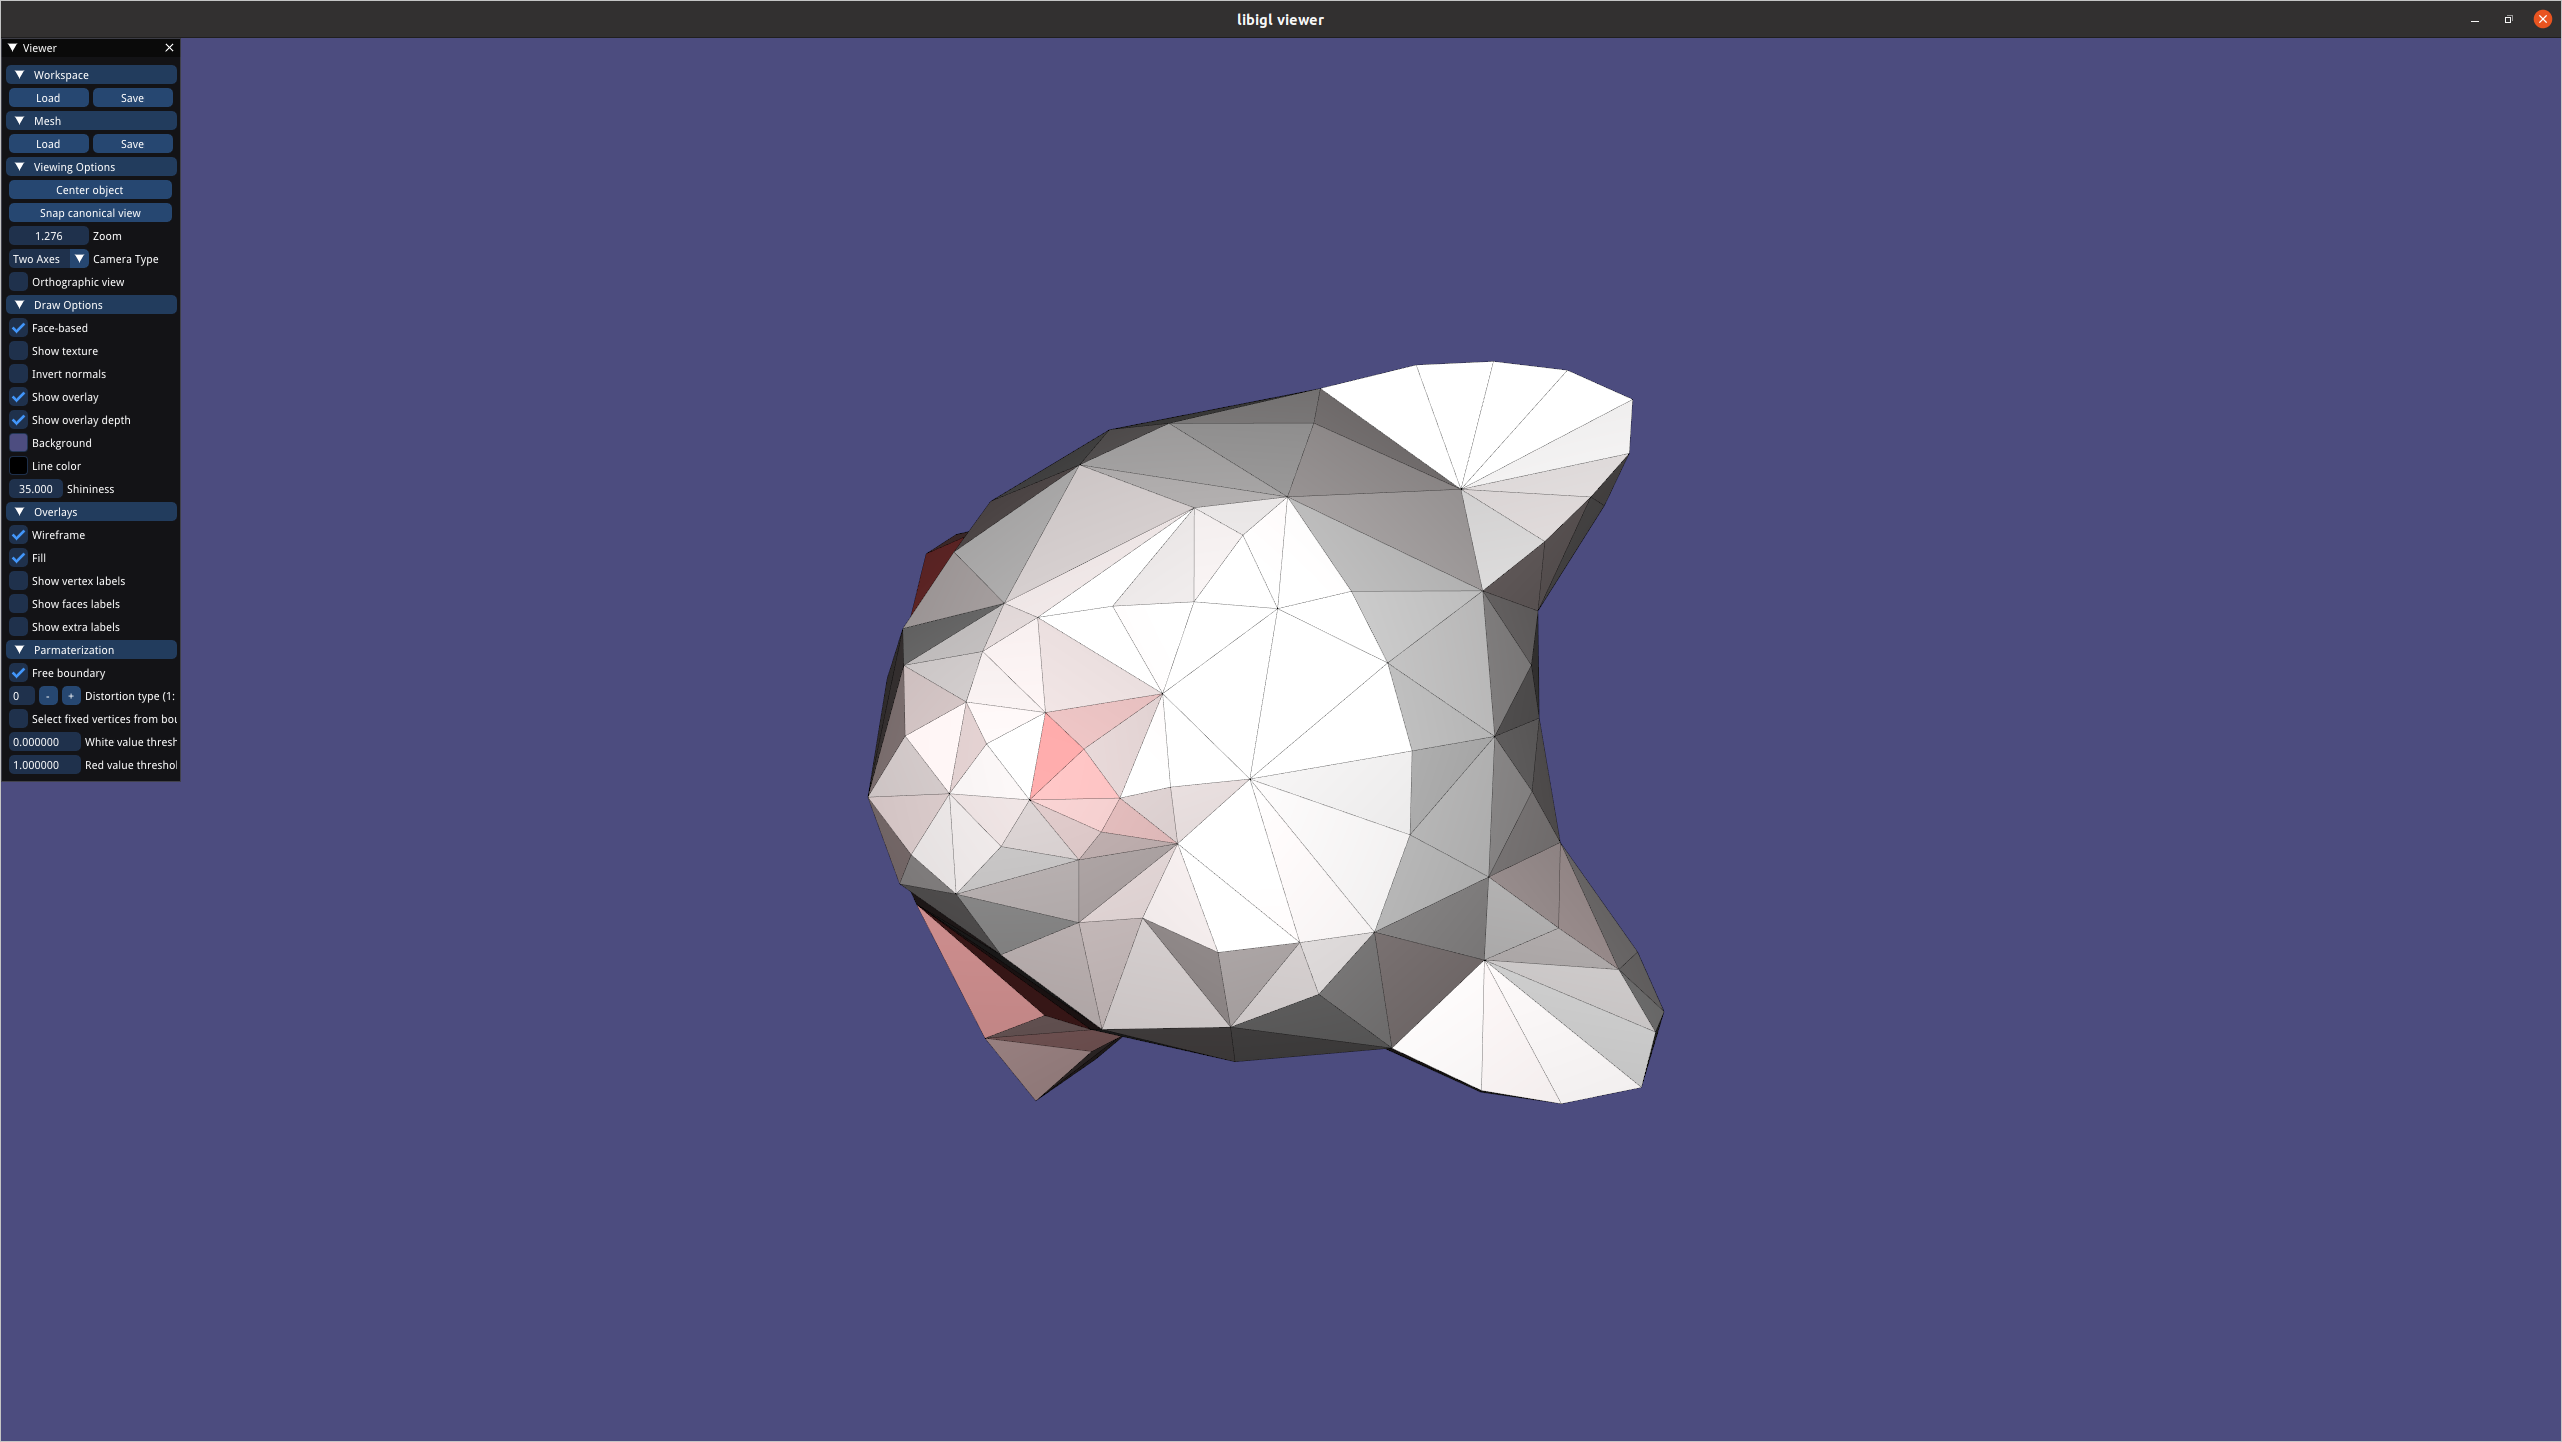 libigl viewer
Viewer
Workspace
Load Save
Mesh
Load Save
Viewing Options
Center object
Snap canonical view
1.276 Zoom
Two Axes Camera Type
Orthographic view
Draw Options
Face-based
Show texture
Invert normals
Show overlay
Show overlay depth
Background
Line color
35.000 Shininess
Overlays
Wireframe
Fill
Show vertex labels
Show faces labels
Show extra labels
Parmaterization
Free boundary
0 - + Distortion type (1:
Select fixed vertices from bou
0.000000 White value thresh
1.000000 Red value threshol